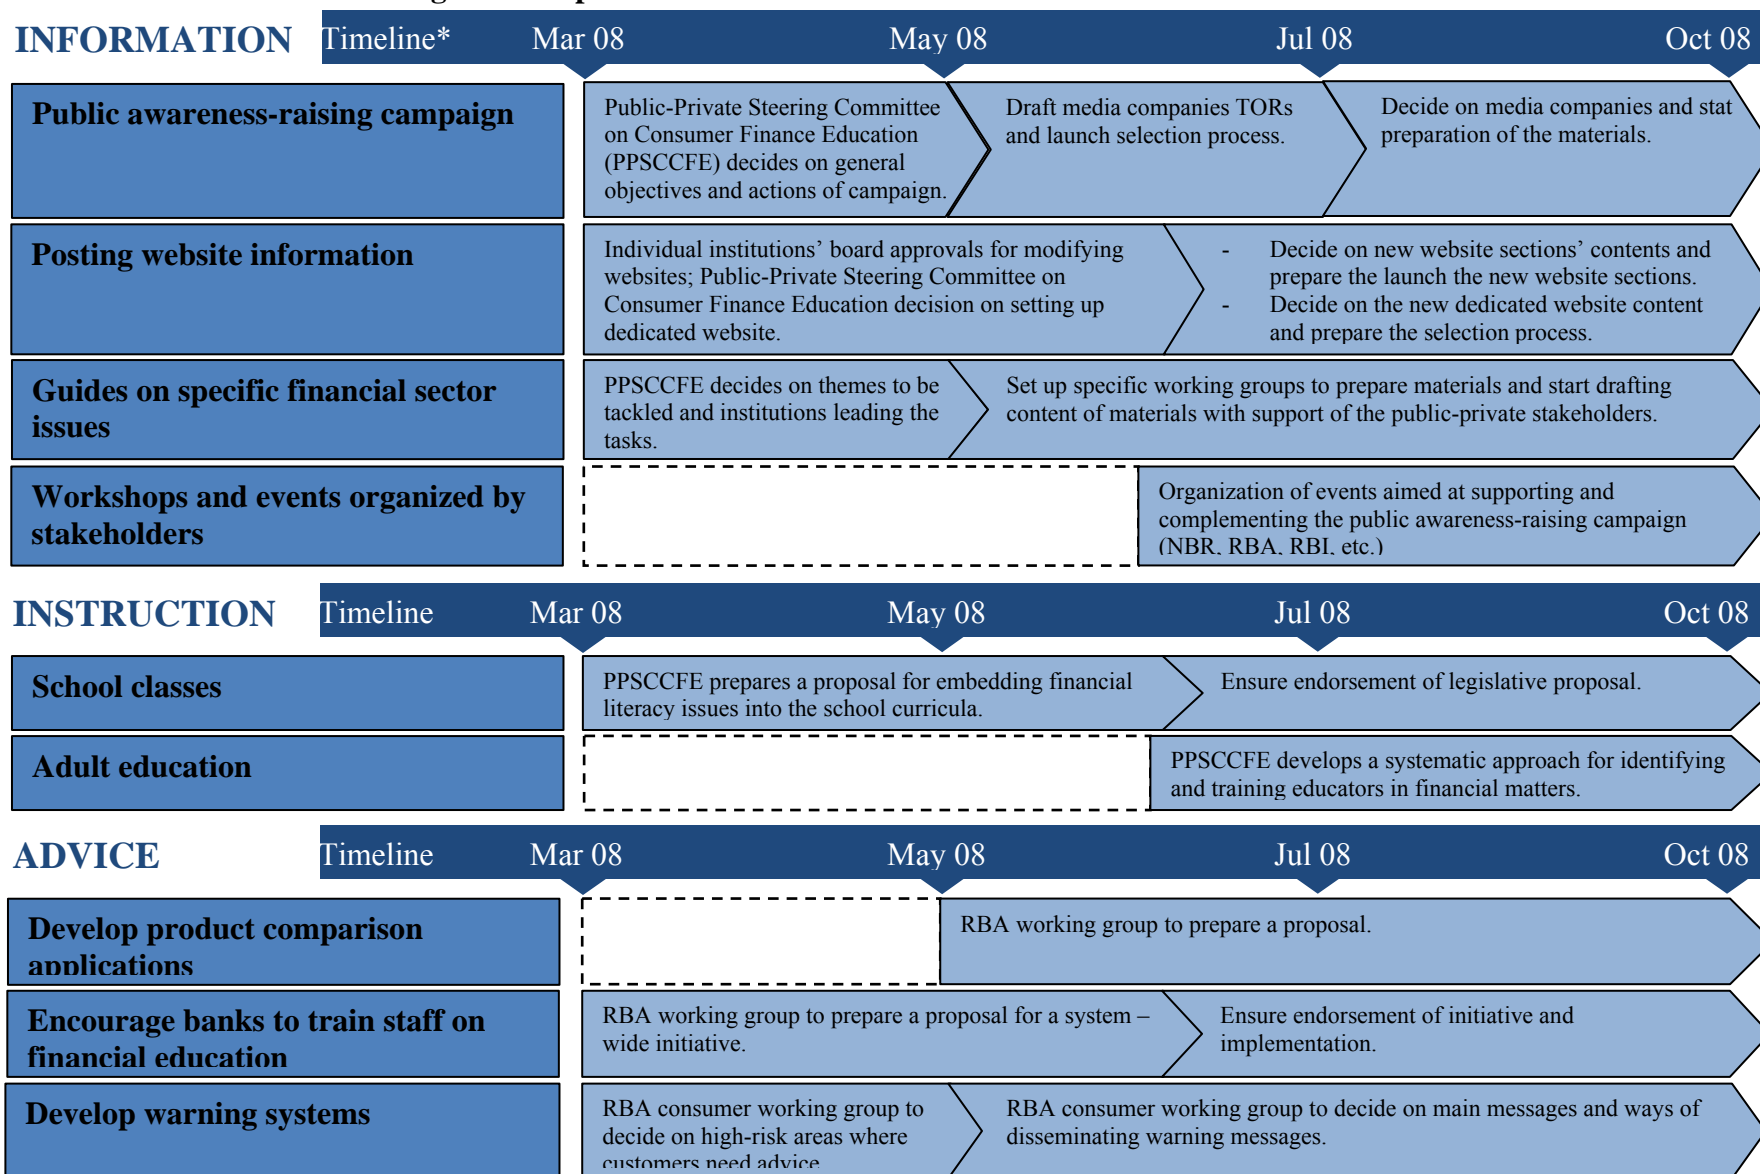 INFORMATION Timeline* Mar 08 May 08 Jul 08 Oct 08
Public awareness-raising campaign
Public-Private Steering Committee
on Consumer Finance Education
(PPSCCFE) decides on general
objectives and actions of campaign.
Draft media companies TORs
and launch selection process.
Decide on media companies and stat
preparation of the materials.
Posting website information
Individual institutions’ board approvals for modifying
websites; Public-Private Steering Committee on
Consumer Finance Education decision on setting up
dedicated website.
- Decide on new website sections’ contents and
prepare the launch the new website sections.
- Decide on the new dedicated website content
and prepare the selection process.
Guides on specific financial sector
issues
PPSCCFE decides on themes to be
tackled and institutions leading the
tasks.
Set up specific working groups to prepare materials and start drafting
content of materials with support of the public-private stakeholders.
Workshops and events organized by
stakeholders
Organization of events aimed at supporting and
complementing the public awareness-raising campaign
(NBR, RBA, RBI, etc.)
INSTRUCTION Timeline Mar 08 May 08 Jul 08 Oct 08
School classes
PPSCCFE prepares a proposal for embedding financial
literacy issues into the school curricula.
Ensure endorsement of legislative proposal.
Adult education
PPSCCFE develops a systematic approach for identifying
and training educators in financial matters.
ADVICE Timeline Mar 08 May 08 Jul 08 Oct 08
Develop product comparison
applications
RBA working group to prepare a proposal.
Encourage banks to train staff on
financial education
RBA working group to prepare a proposal for a system –
wide initiative.
Ensure endorsement of initiative and
implementation.
Develop warning systems
RBA consumer working group to
decide on high-risk areas where
customers need advice
RBA consumer working group to decide on main messages and ways of
disseminating warning messages.